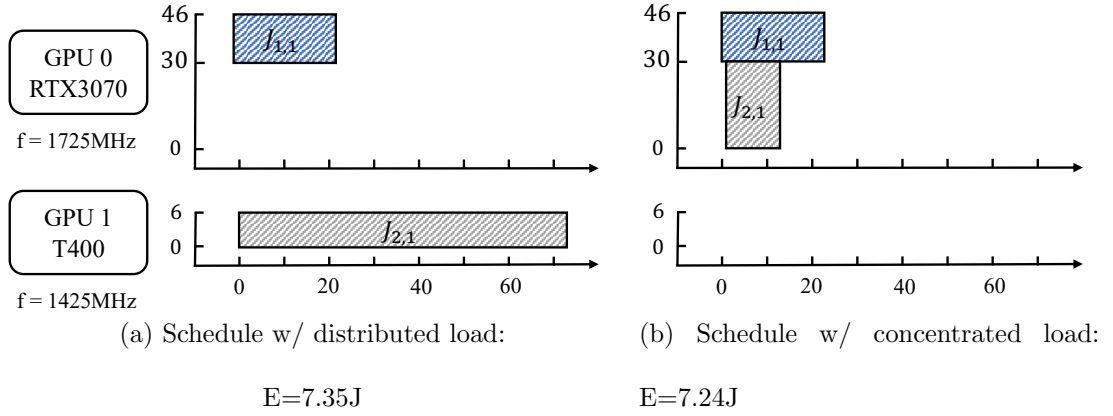 GPU 0
RTX3070
f = 1725MHz
46
30
0
J1,1
GPU 1
T400
f = 1425MHz
6
0
J2,1
0 20 40 60
(a) Schedule w/ distributed load:
E=7.35J
46
30
0
J1,1
J2,1
6
0
0 20 40 60
(b) Schedule w/ concentrated load:
E=7.24J